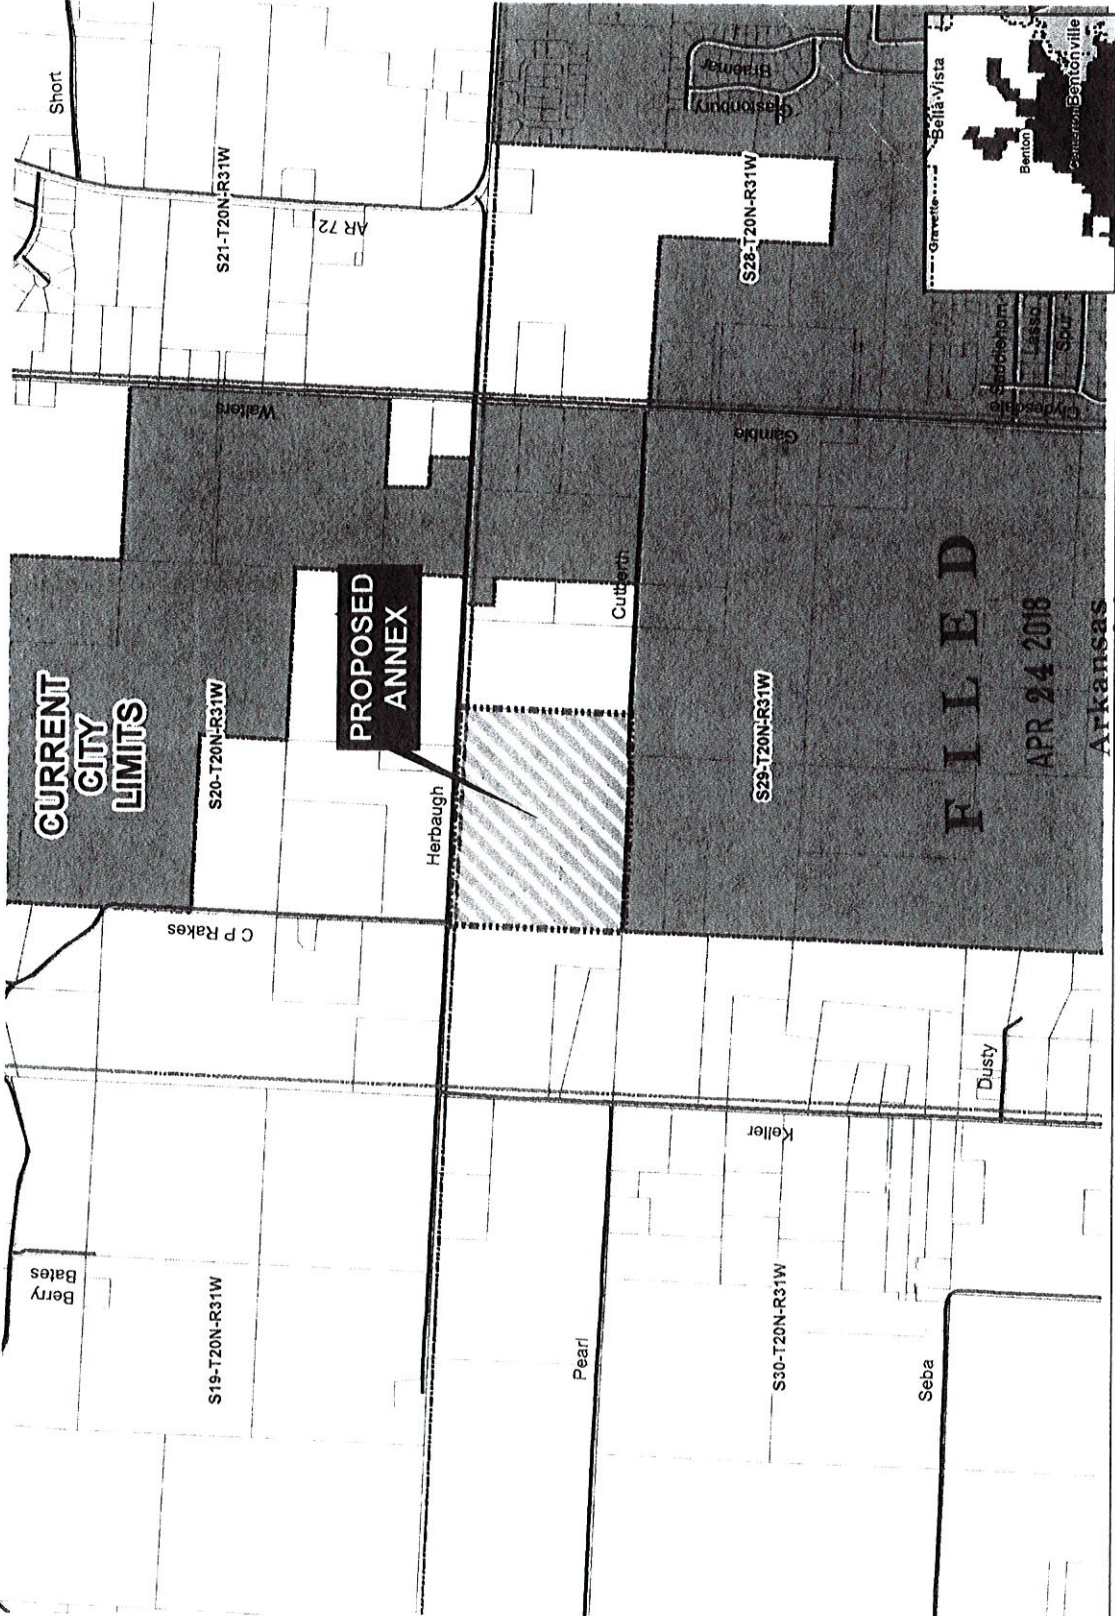 Short
S21-T20N-R31W
AR 72
Braemar
Glastonbury
S28-T20N-R31W
Gravette
Bella Vista
Benton
Centerton
Bentonville
Walters
Gamble
Saddlehorn
Lasso
Spur
Clydesdale
CURRENT
CITY
LIMITS
S20-T20N-R31W
PROPOSED
ANNEX
Herbaugh
Cutberth
C P Rakes
S29-T20N-R31W
FILED
APR 24 2018
Arkansas
Dusty
Keller
Berry
Bates
S19-T20N-R31W
Pearl
S30-T20N-R31W
Seba